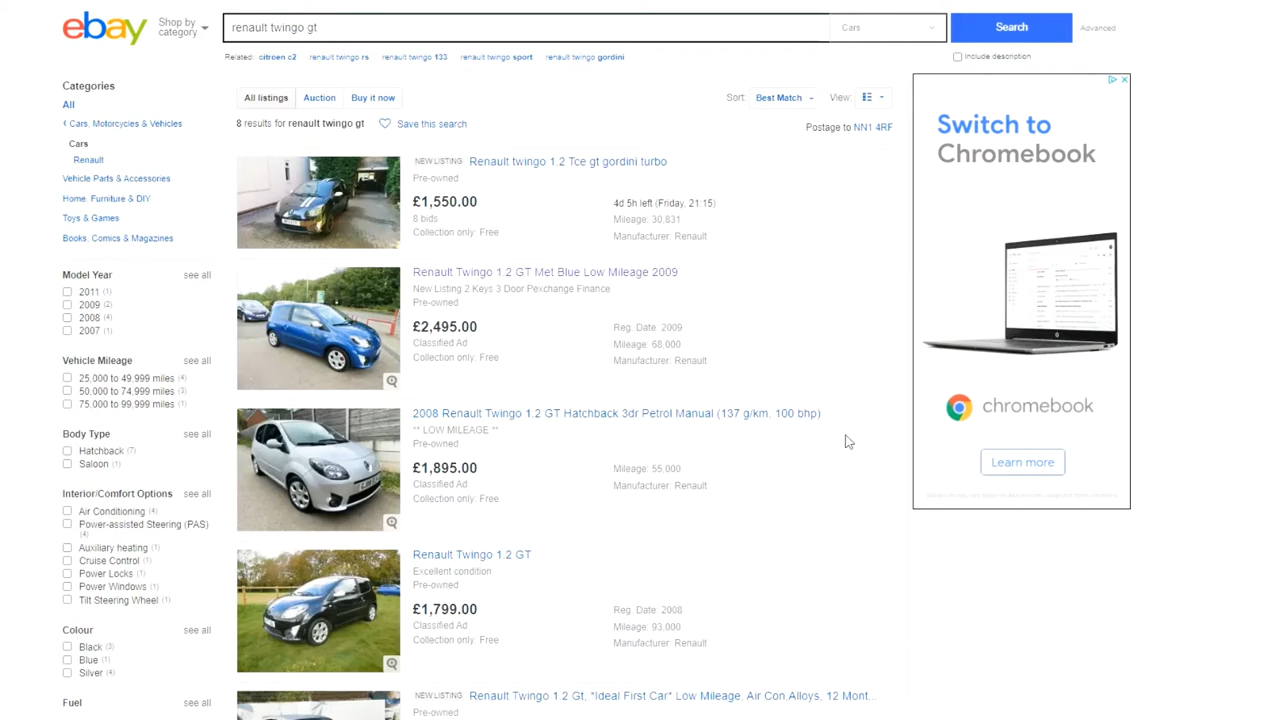 ebay
Shop by
category
renault twingo gt
Cars
Search
Advanced
Related: citroen c2 renault twingo rs renault twingo 133 renault twingo sport renault twingo gordini
Include description
Categories
All
Cars, Motorcycles & Vehicles
Cars
Renault
Vehicle Parts & Accessories
Home, Furniture & DIY
Toys & Games
Books, Comics & Magazines
Model Year see all
2011 (1)
2009 (2)
2008 (4)
2007 (1)
Vehicle Mileage see all
25,000 to 49,999 miles (4)
50,000 to 74,999 miles (3)
75,000 to 99,999 miles (1)
Body Type see all
Hatchback (7)
Saloon (1)
Interior/Comfort Options see all
Air Conditioning (4)
Power-assisted Steering (PAS)
(4)
Auxiliary heating (1)
Cruise Control (1)
Power Locks (1)
Power Windows (1)
Tilt Steering Wheel (1)
Colour see all
Black (3)
Blue (1)
Silver (4)
Fuel see all
All listings Auction Buy it now
Sort: Best Match View:
8 results for renault twingo gt Save this search
Postage to NN1 4RF
NEW LISTING Renault twingo 1.2 Tce gt gordini turbo
Pre-owned
£1,550.00
8 bids
Collection only: Free
4d 5h left (Friday, 21:15)
Mileage: 30,831
Manufacturer: Renault
Renault Twingo 1.2 GT Met Blue Low Mileage 2009
New Listing 2 Keys 3 Door Pexchange Finance
Pre-owned
£2,495.00
Classified Ad
Collection only: Free
Reg. Date: 2009
Mileage: 68,000
Manufacturer: Renault
2008 Renault Twingo 1.2 GT Hatchback 3dr Petrol Manual (137 g/km, 100 bhp)
** LOW MILEAGE **
Pre-owned
£1,895.00
Classified Ad
Collection only: Free
Mileage: 55,000
Manufacturer: Renault
Renault Twingo 1.2 GT
Excellent condition
Pre-owned
£1,799.00
Classified Ad
Collection only: Free
Reg. Date: 2008
Mileage: 93,000
Manufacturer: Renault
NEW LISTING Renault Twingo 1.2 Gt, *Ideal First Car* Low Mileage, Air Con,Alloys, 12 Mont...
Pre-owned
Switch to
Chromebook
chromebook
Learn more